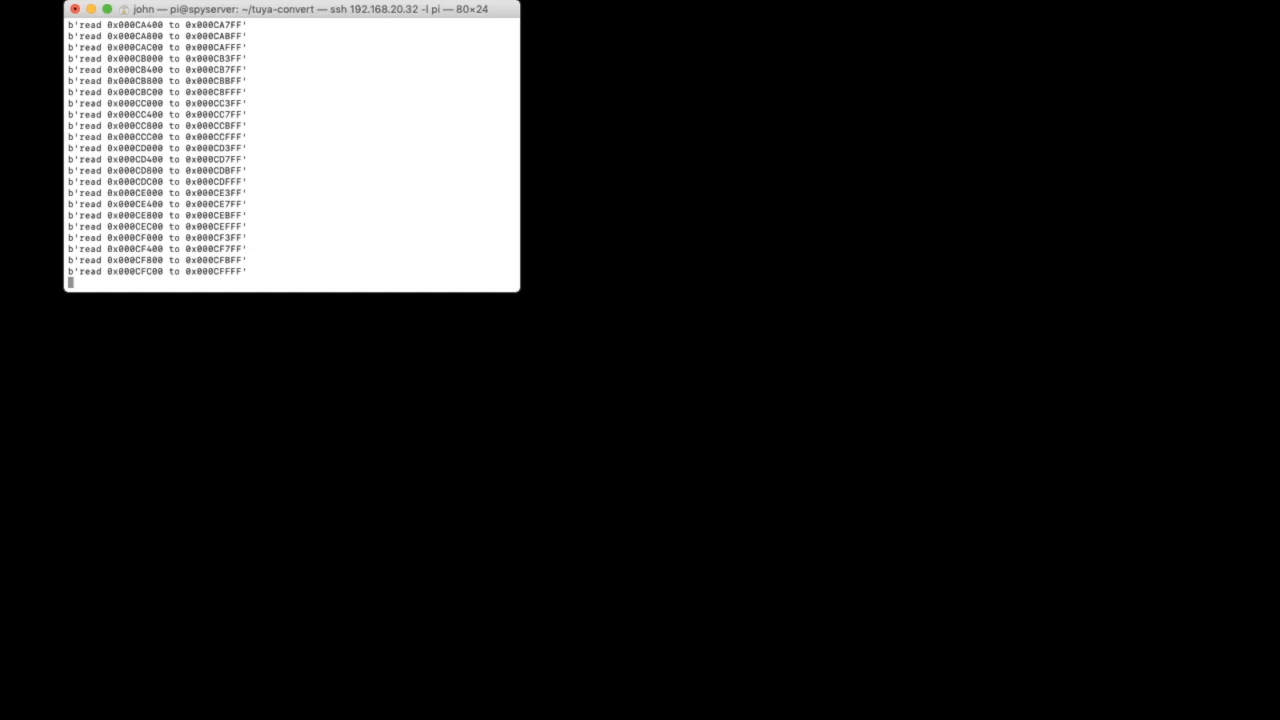 john — pi@spyserver: ~/tuya-convert — ssh 192.168.20.32 -l pi — 80×24
b'read 0x000CA400 to 0x000CA7FF'
b'read 0x000CA800 to 0x000CABFF'
b'read 0x000CAC00 to 0x000CAFFF'
b'read 0x000CB000 to 0x000CB3FF'
b'read 0x000CB400 to 0x000CB7FF'
b'read 0x000CB800 to 0x000CBBFF'
b'read 0x000CBC00 to 0x000CBFFF'
b'read 0x000CC000 to 0x000CC3FF'
b'read 0x000CC400 to 0x000CC7FF'
b'read 0x000CC800 to 0x000CCBFF'
b'read 0x000CCC00 to 0x000CCFFF'
b'read 0x000CD000 to 0x000CD3FF'
b'read 0x000CD400 to 0x000CD7FF'
b'read 0x000CD800 to 0x000CDBFF'
b'read 0x000CDC00 to 0x000CDFFF'
b'read 0x000CE000 to 0x000CE3FF'
b'read 0x000CE400 to 0x000CE7FF'
b'read 0x000CE800 to 0x000CEBFF'
b'read 0x000CEC00 to 0x000CEFFF'
b'read 0x000CF000 to 0x000CF3FF'
b'read 0x000CF400 to 0x000CF7FF'
b'read 0x000CF800 to 0x000CFBFF'
b'read 0x000CFC00 to 0x000CFFFF'